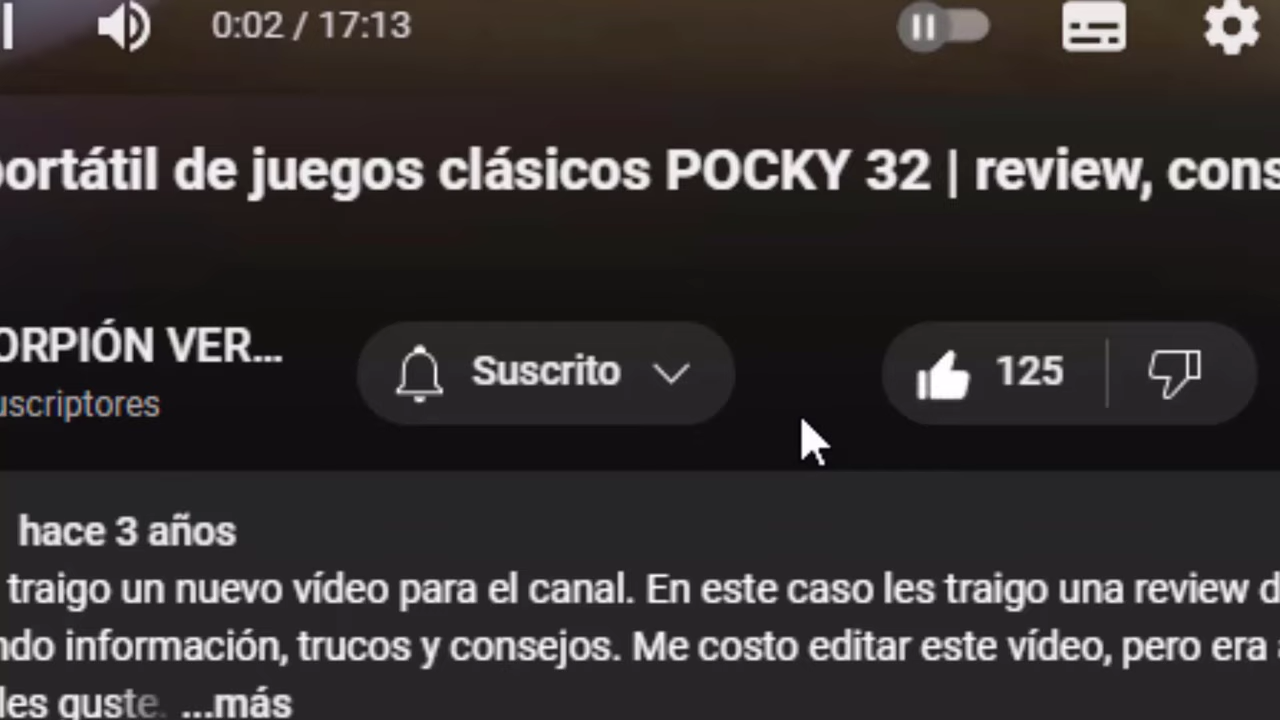 0:02 / 17:13
portátil de juegos clásicos POCKY 32 | review, cons
ORPIÓN VER...
uscriptores
Suscrito
125
hace 3 años
traigo un nuevo vídeo para el canal. En este caso les traigo una review d
ndo información, trucos y consejos. Me costo editar este vídeo, pero era a
les guste. ...más